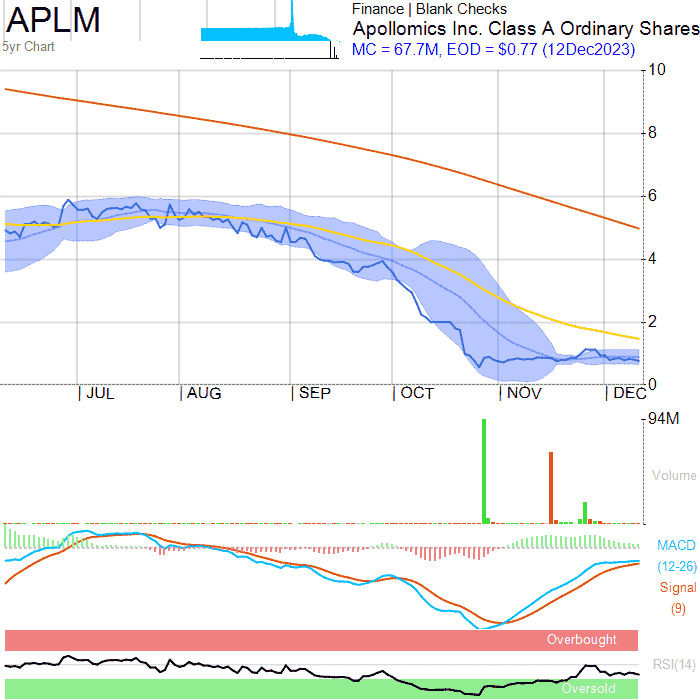 APLM
5yr Chart
Finance | Blank Checks
Apollomics Inc. Class A Ordinary Shares
MC = 67.7M, EOD = $0.77 (12Dec2023)
10
8
6
4
2
0
| JUL | AUG | SEP | OCT | NOV | DEC
94M
Volume
MACD
(12-26)
Signal
(9)
Overbought
RSI(14)
Oversold